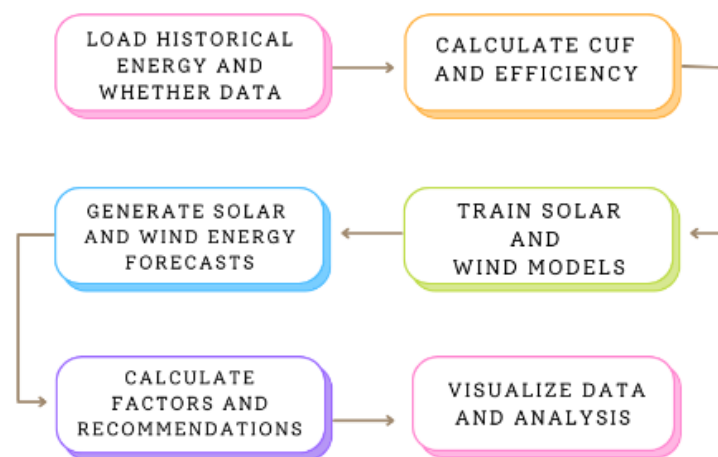 LOAD HISTORICAL
ENERGY AND
WHETHER DATA
CALCULATE CUF
AND EFFICIENCY
TRAIN SOLAR
AND
WIND MODELS
GENERATE SOLAR
AND WIND ENERGY
FORECASTS
CALCULATE
FACTORS AND
RECOMMENDATIONS
VISUALIZE DATA
AND ANALYSIS